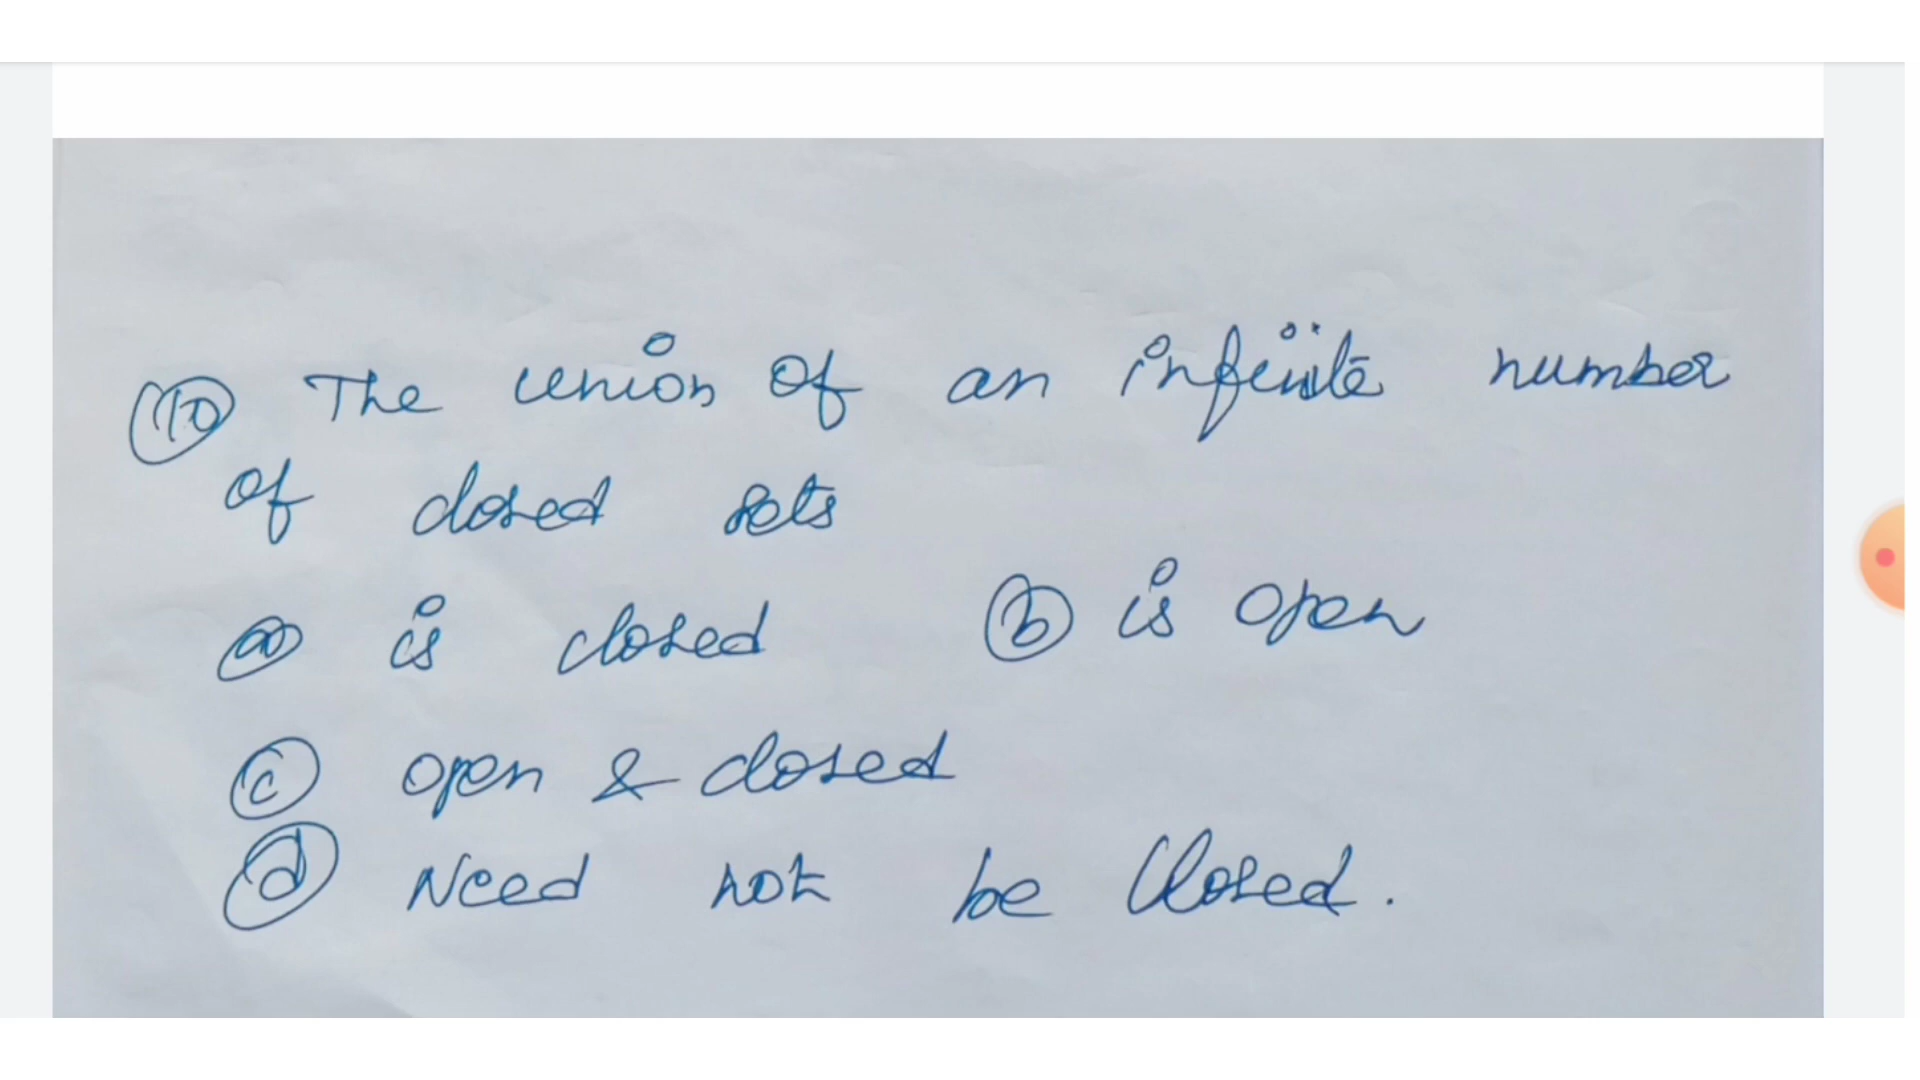 10 The union of an infinite number
of closed sets
a is closed b is open
c open & closed
d Need not be Closed.